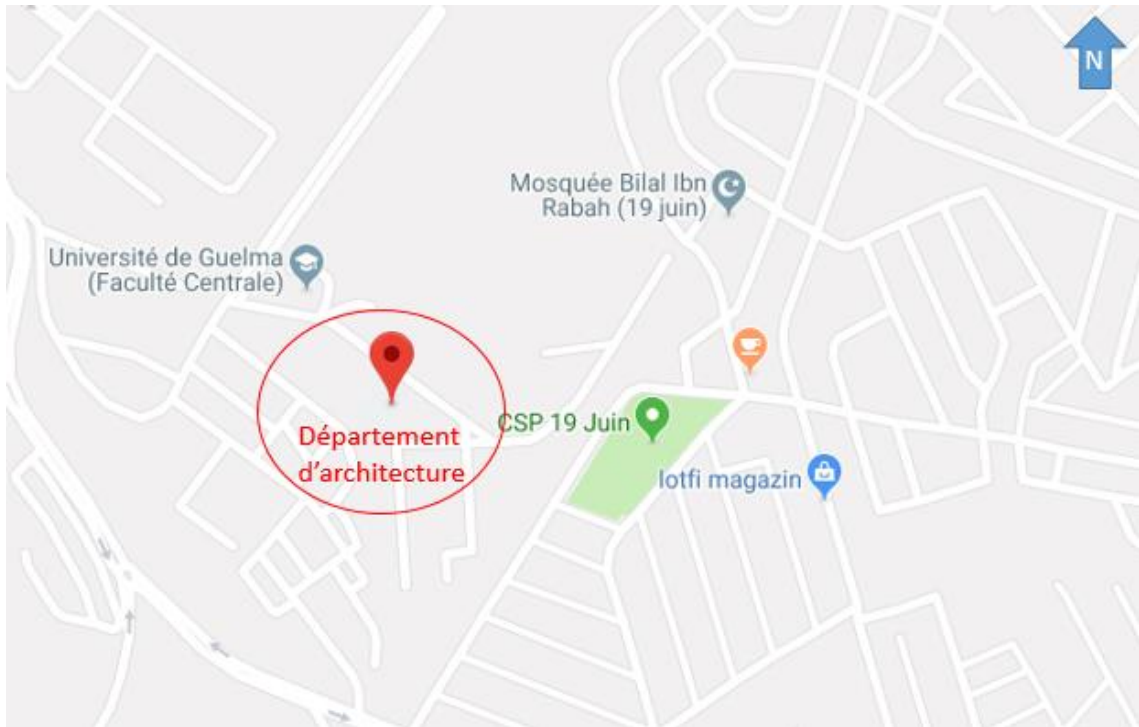 N
Mosquée Bilal Ibn
Rabah (19 juin)
Université de Guelma
(Faculté Centrale)
CSP 19 Juin
Département
d'architecture
lotfi magazin